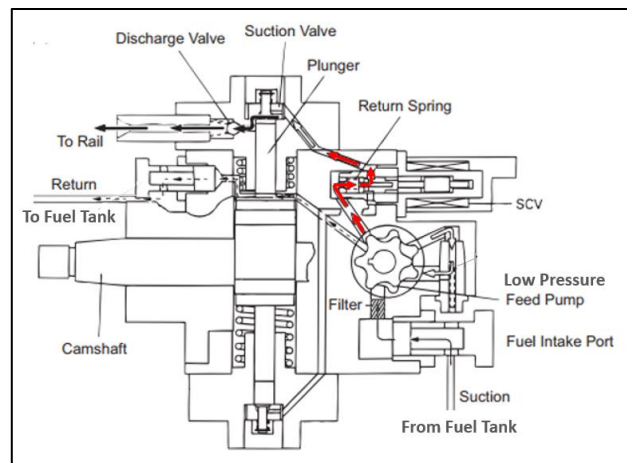 Suction Valve
Discharge Valve
Plunger
Return Spring
To Rail
Return
To Fuel Tank
SCV
Low Pressure
Feed Pump
Filter
Camshaft
Fuel Intake Port
Suction
From Fuel Tank